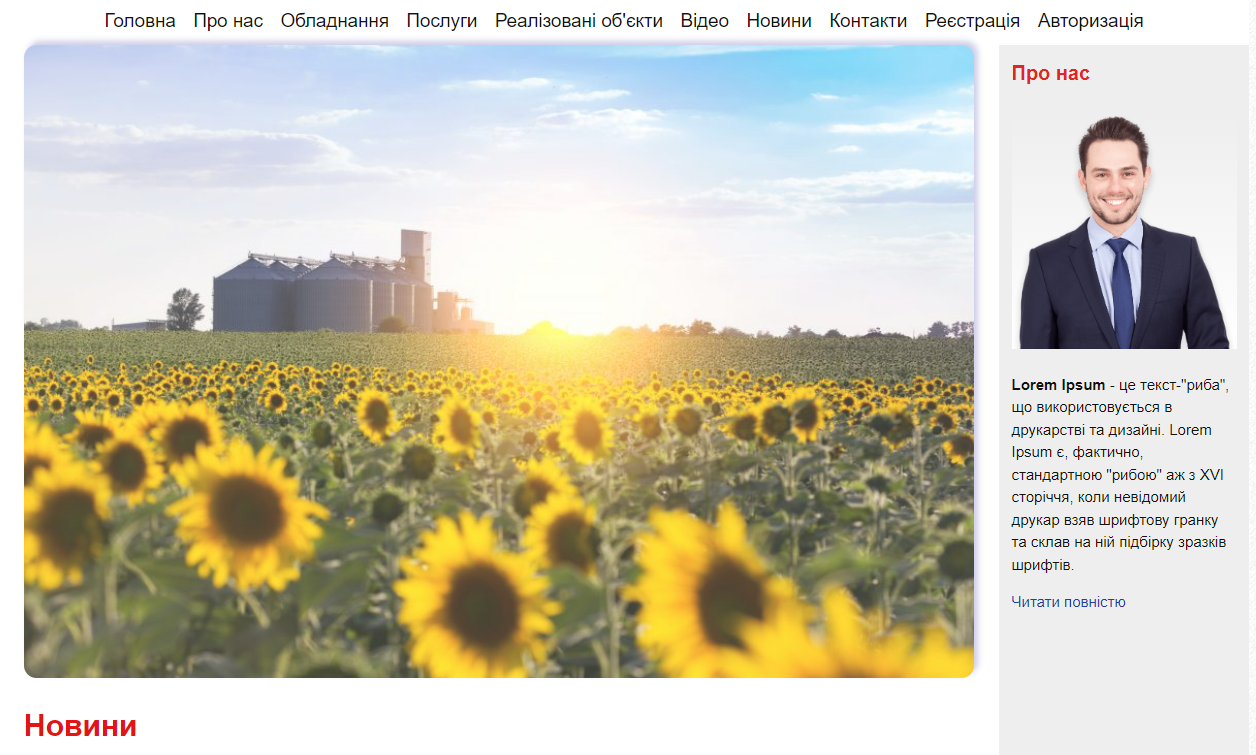 Головна Про нас Обладнання Послуги Реалізовані об'єкти Відео Новини Контакти Реєстрація Авторизація
Про нас
Lorem Ipsum - це текст-"риба",
що використовується в
друкарстві та дизайні. Lorem
Ipsum є, фактично,
стандартною "рибою" аж з XVI
сторіччя, коли невідомий
друкар взяв шрифтову гранку
та склав на ній підбірку зразків
шрифтів.
Читати повністю
Новини